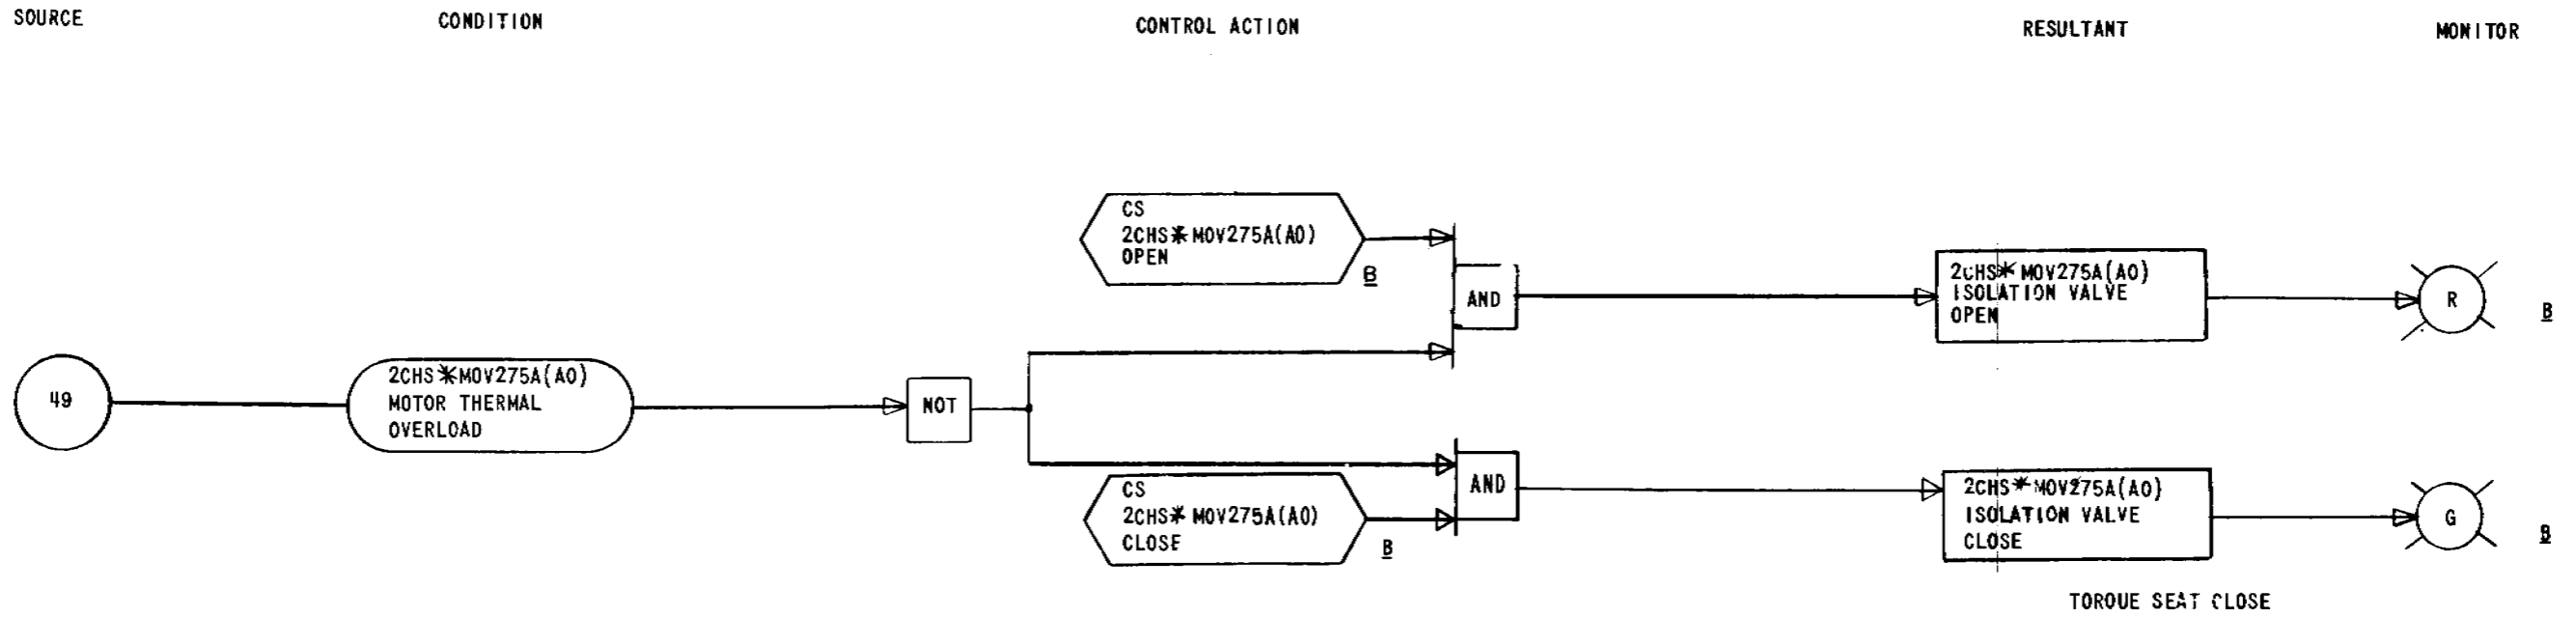 SOURCE CONDITION CONTROL ACTION RESULTANT MONITOR
CS
2CHS*MOV275A(AO)
OPEN
B
AND
2CHS*MOV275A(AO)
ISOLATION VALVE
OPEN
R
B
49
2CHS*MOV275A(AO)
MOTOR THERMAL
OVERLOAD
NOT
CS
2CHS*MOV275A(AO)
CLOSE
B
AND
2CHS*MOV275A(AO)
ISOLATION VALVE
CLOSE
G
B
TORQUE SEAT CLOSE